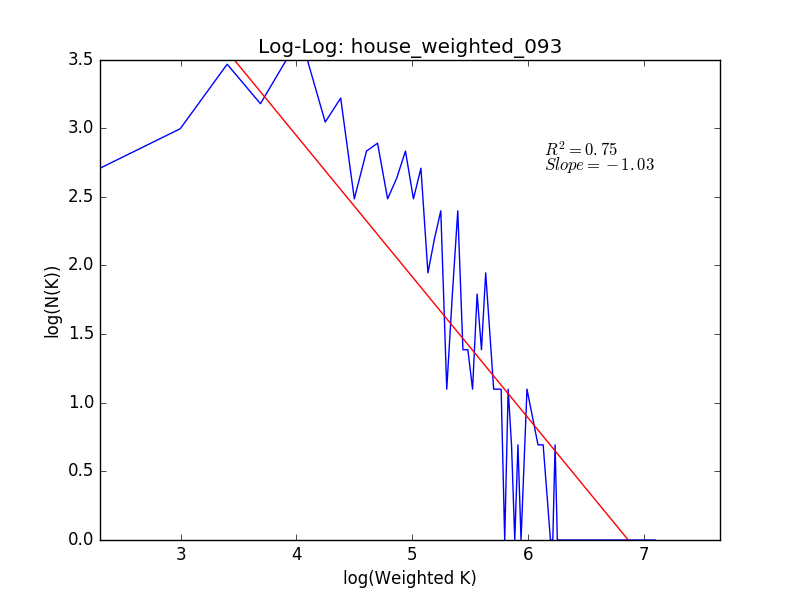 Log-Log: house_weighted_093
3.5
3.0
2.5
2.0
1.5
1.0
0.5
0.0
log(N(K))
R² = 0.75
Slope = −1.03
3 4 5 6 7
log(Weighted K)